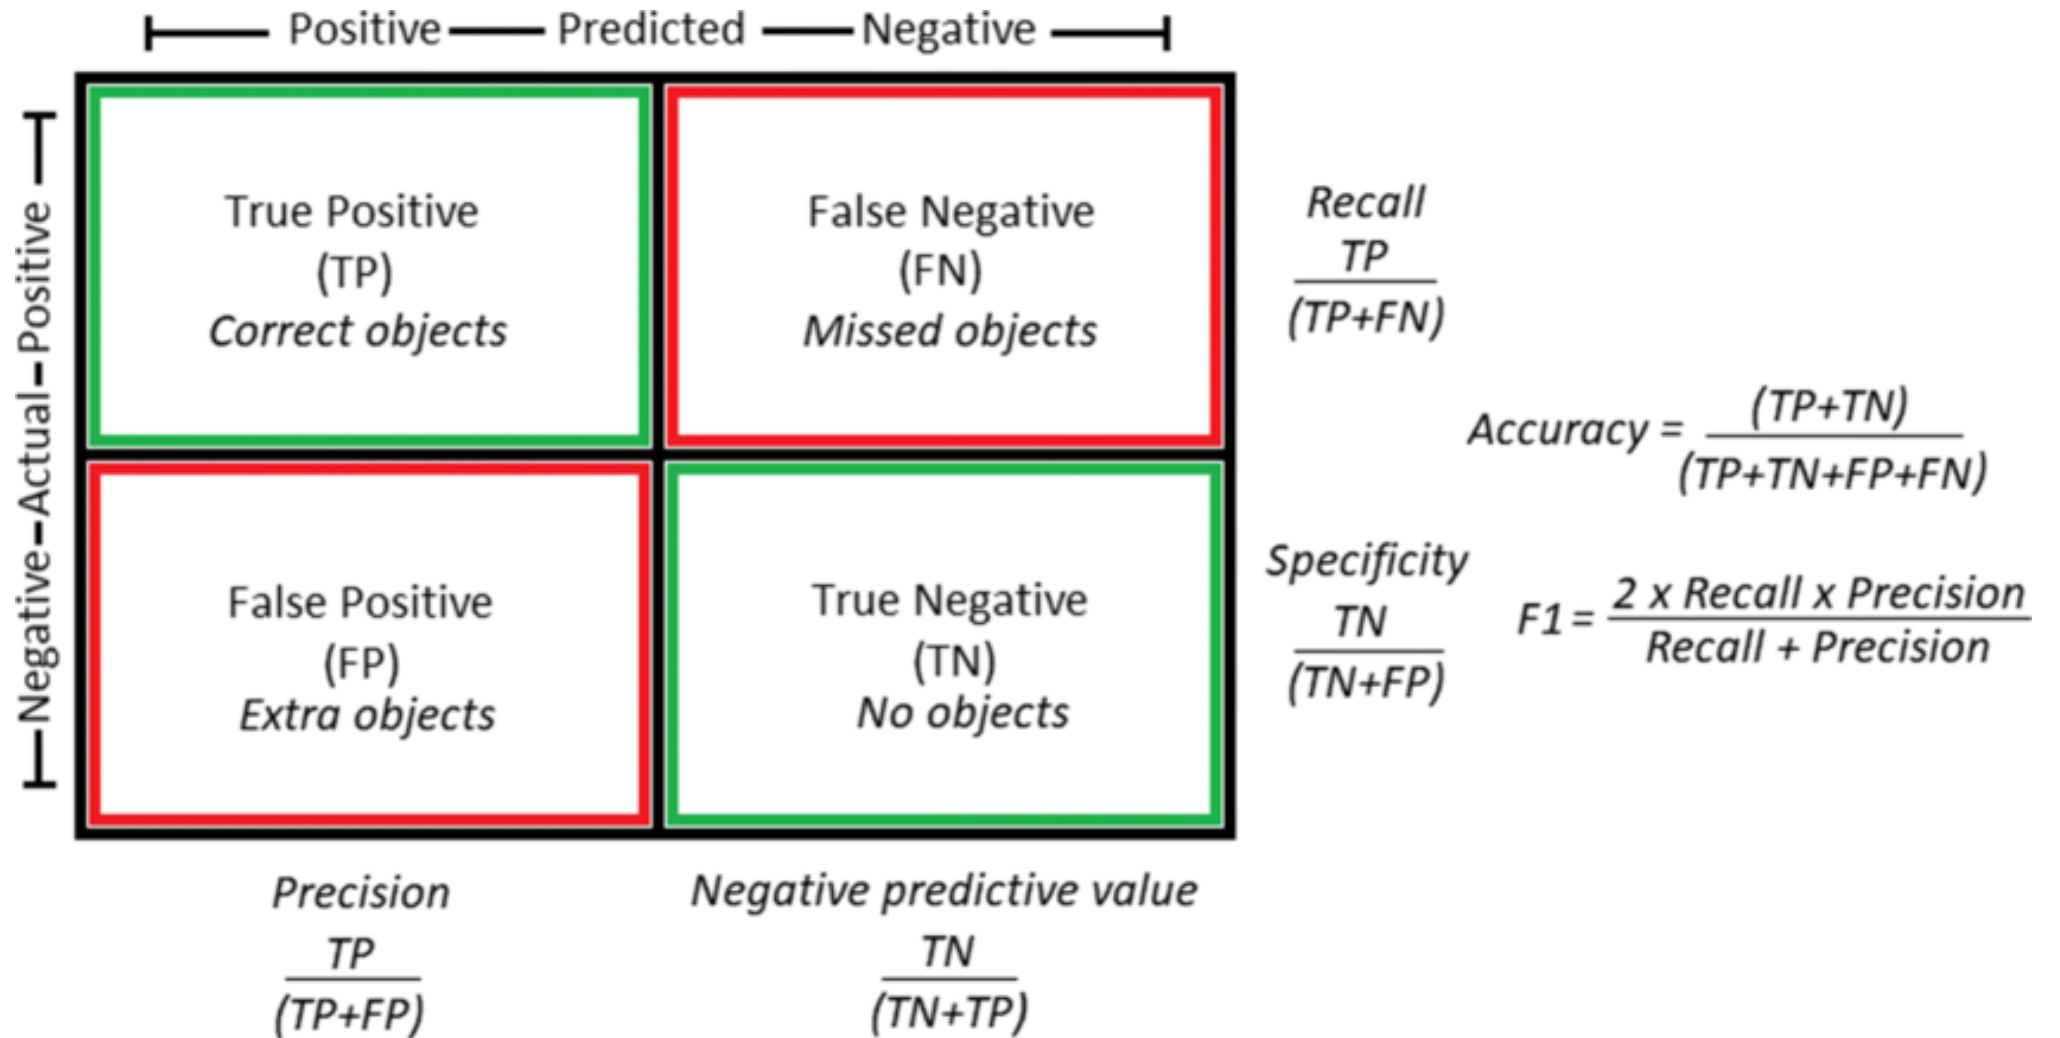 Positive Predicted Negative
Negative Actual Positive
True Positive
(TP)
Correct objects
False Negative
(FN)
Missed objects
Recall
TP
(TP+FN)
False Positive
(FP)
Extra objects
True Negative
(TN)
No objects
Specificity
TN
(TN+FP)
Accuracy = (TP+TN)
(TP+TN+FP+FN)
F1 = 2 x Recall x Precision
Recall + Precision
Precision
TP
(TP+FP)
Negative predictive value
TN
(TN+TP)